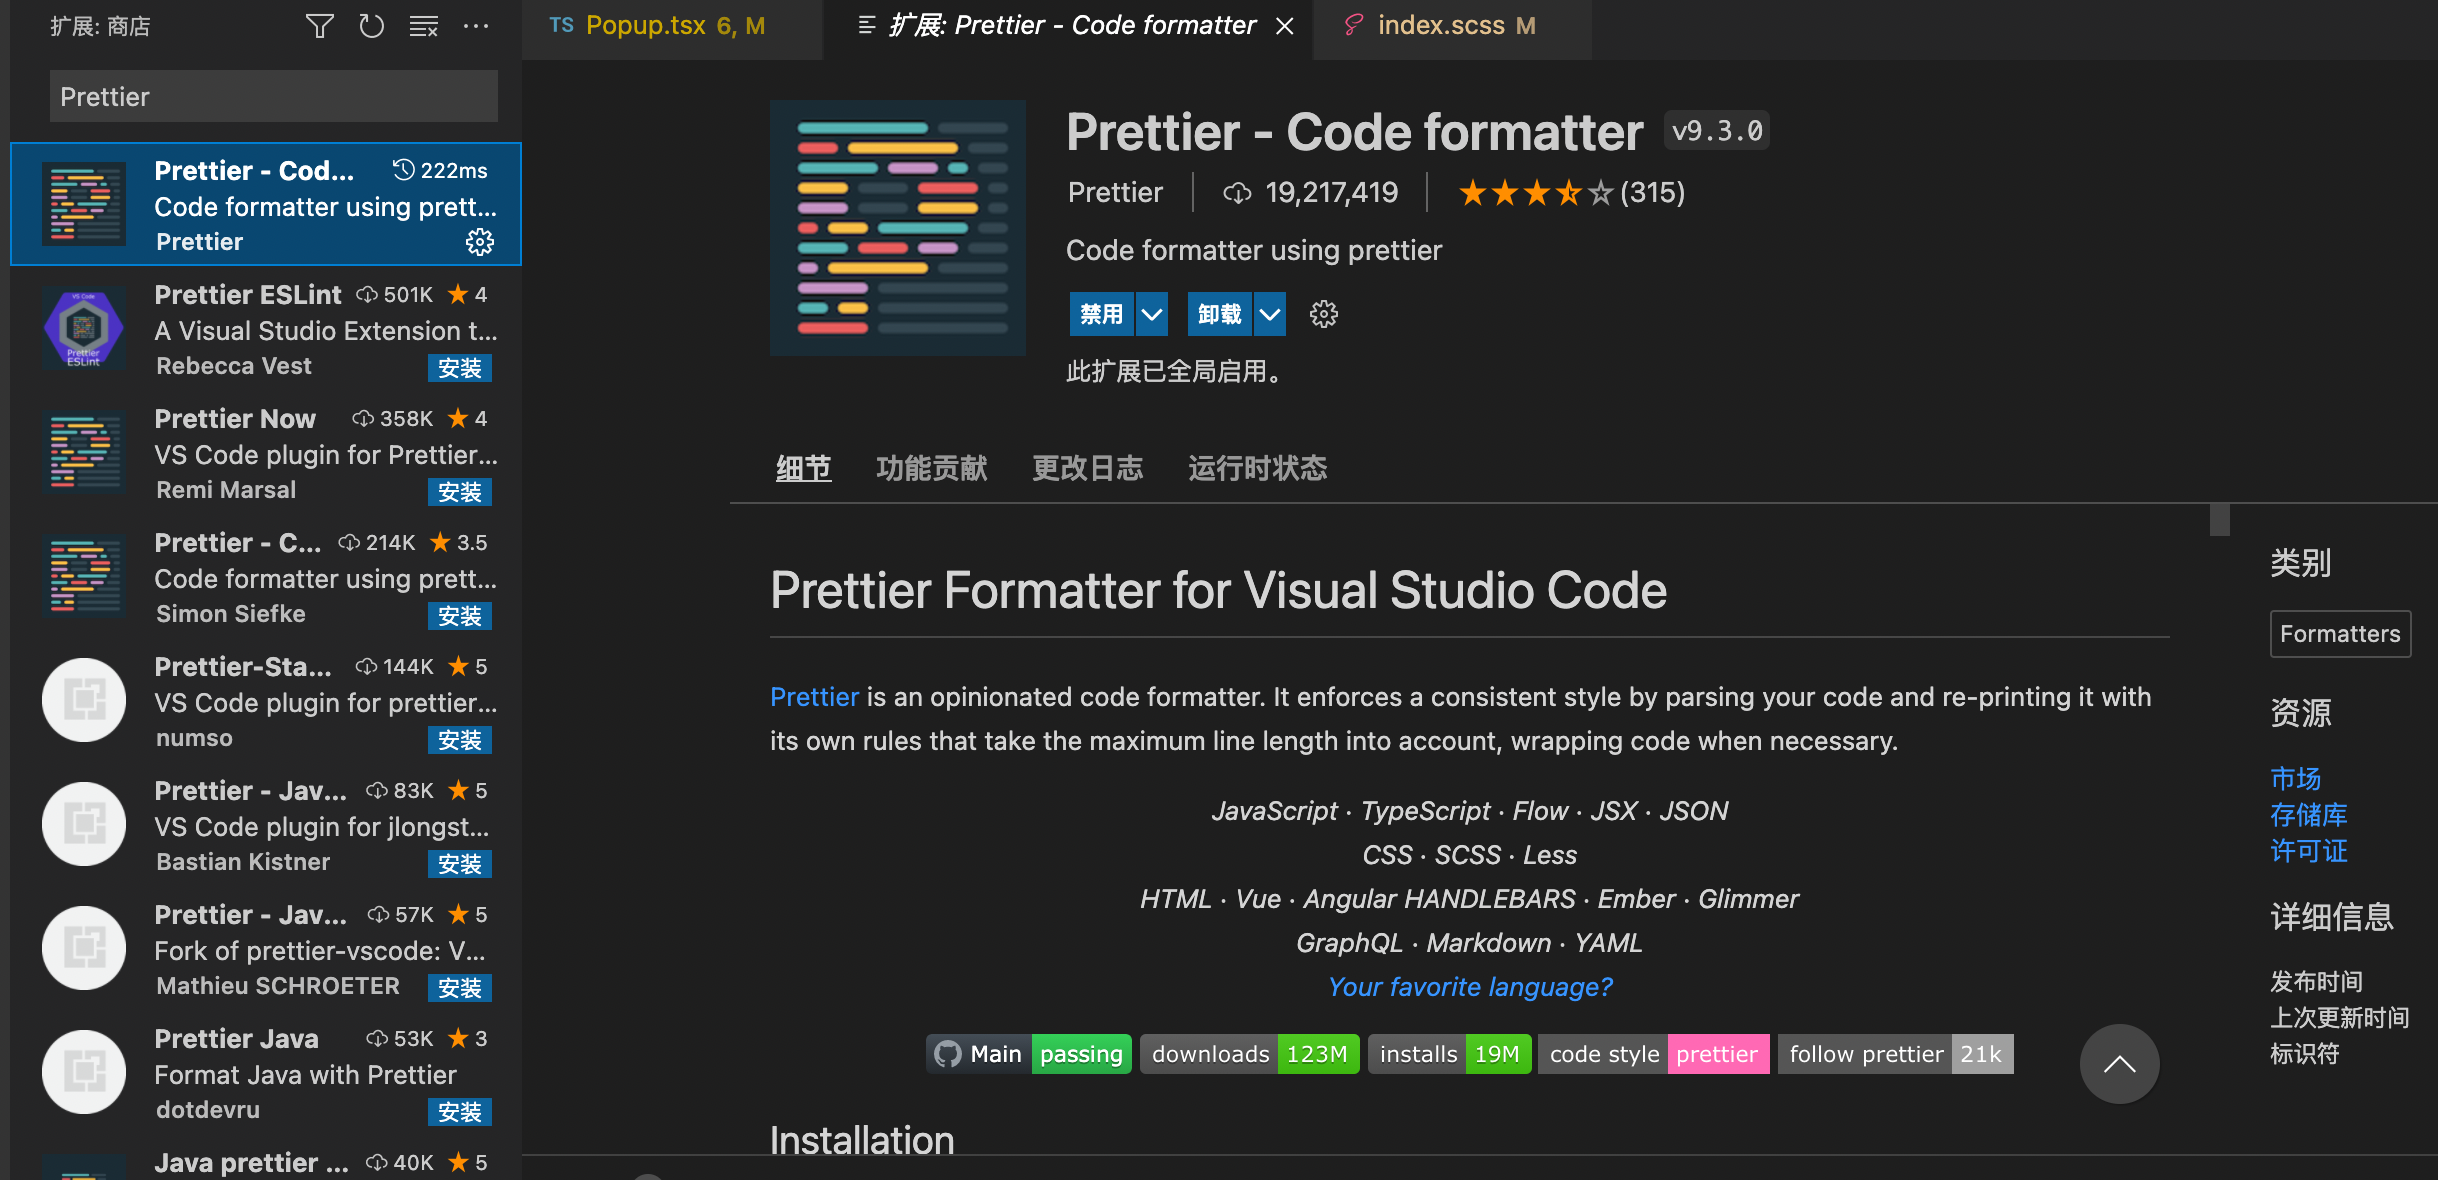 扩展: 商店
Prettier
Prettier - Cod... 222ms
Code formatter using prett...
Prettier
Prettier ESLint 501K ★ 4
A Visual Studio Extension t...
Rebecca Vest 安装
VS Code
Prettier
ESLint
Prettier Now 358K ★ 4
VS Code plugin for Prettier...
Remi Marsal 安装
Prettier - C... 214K ★ 3.5
Code formatter using prett...
Simon Siefke 安装
Prettier-Sta... 144K ★ 5
VS Code plugin for prettier...
numso 安装
Prettier - Jav... 83K ★ 5
VS Code plugin for jlongst...
Bastian Kistner 安装
Prettier - Jav... 57K ★ 5
Fork of prettier-vscode: V...
Mathieu SCHROETER 安装
Prettier Java 53K ★ 3
Format Java with Prettier
dotdevru 安装
Java prettier ... 40K ★ 5
TS Popup.tsx 6, M
扩展: Prettier - Code formatter
index.scss M
Prettier - Code formatter v9.3.0
Prettier 19,217,419 (315)
Code formatter using prettier
禁用 卸载
此扩展已全局启用。
细节 功能贡献 更改日志 运行时状态
Prettier Formatter for Visual Studio Code
Prettier is an opinionated code formatter. It enforces a consistent style by parsing your code and re-printing it with
its own rules that take the maximum line length into account, wrapping code when necessary.
JavaScript · TypeScript · Flow · JSX · JSON
CSS · SCSS · Less
HTML · Vue · Angular HANDLEBARS · Ember · Glimmer
GraphQL · Markdown · YAML
Your favorite language?
Main passing downloads 123M installs 19M code style prettier follow prettier 21k
Installation
类别
Formatters
资源
市场
存储库
许可证
详细信息
发布时间
上次更新时间
标识符